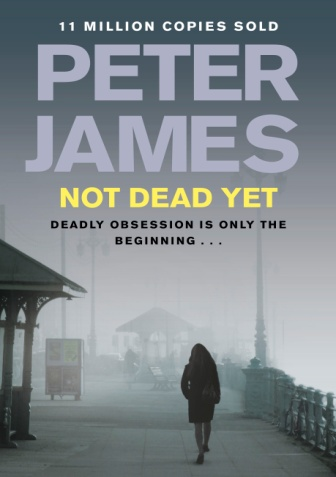 11 MILLION COPIES SOLD
PETER
JAMES
NOT DEAD YET
DEADLY OBSESSION IS ONLY THE
BEGINNING . . .